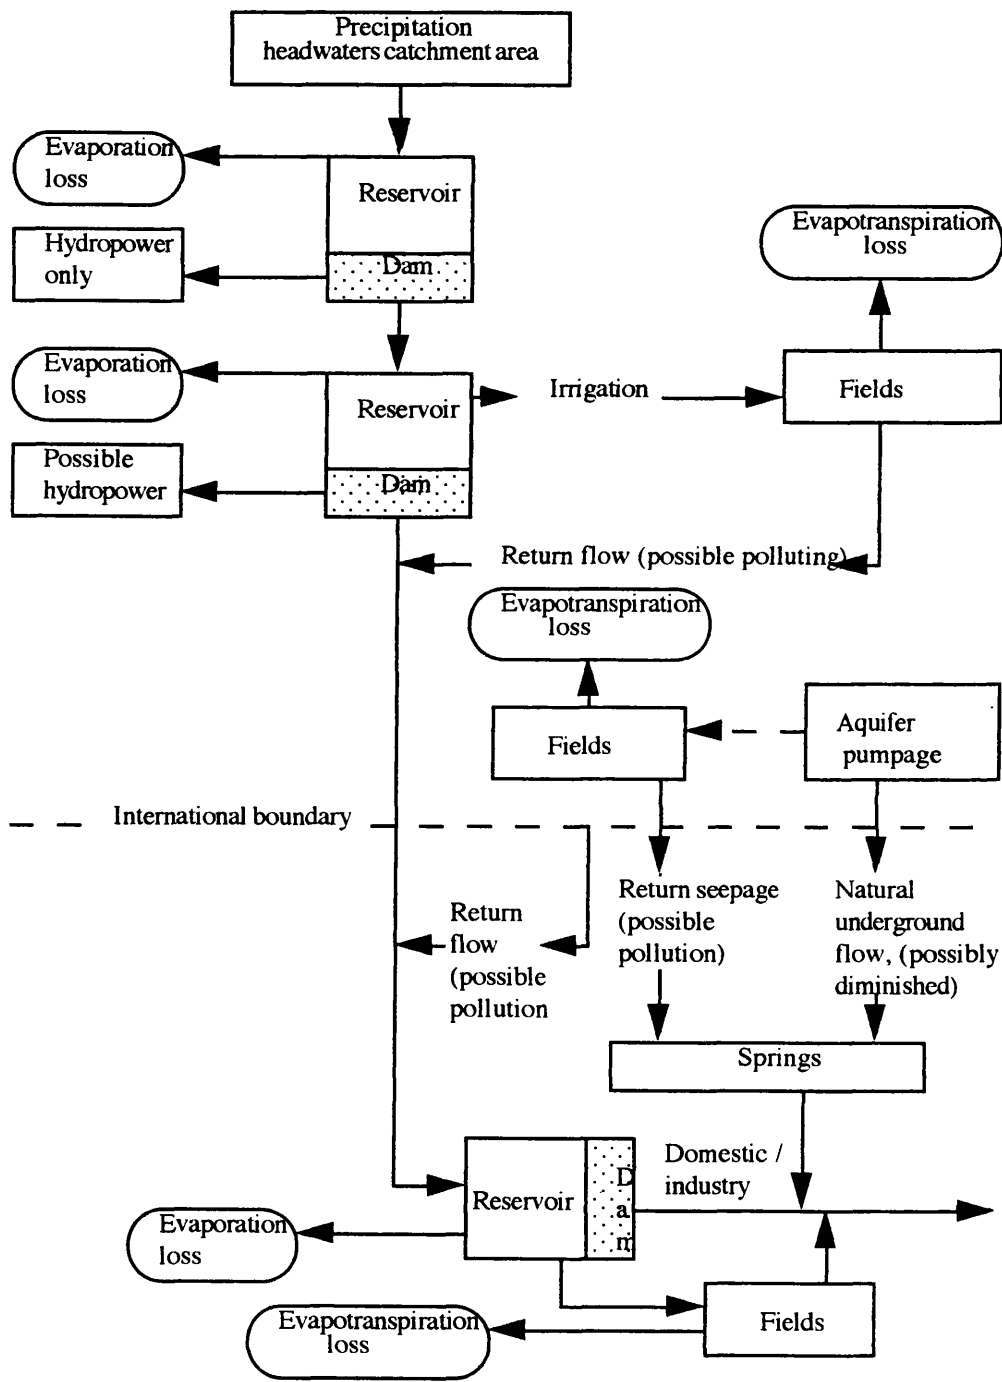 Precipitation
headwaters catchment area
Evaporation
loss
Reservoir
Hydropower
only
Dam
Evapotranspiration
loss
Evaporation
loss
Reservoir
Irrigation
Fields
Possible
hydropower
Dam
Return flow (possible polluting)
Evapotranspiration
loss
Fields
Aquifer
pumpage
International boundary
Return
flow
(possible
pollution
Return seepage
(possible
pollution)
Natural
underground
flow, (possibly
diminished)
Springs
Domestic /
industry
Reservoir
D
a
m
Evaporation
loss
Evapotranspiration
loss
Fields